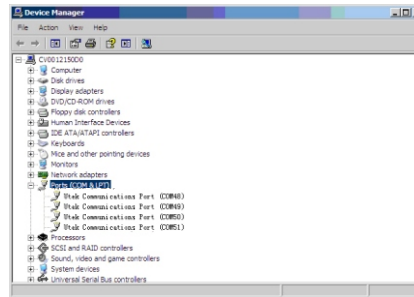 Device Manager
File Action View Help
CV0012150D0
Computer
Disk drives
Display adapters
DVD/CD-ROM drives
Floppy disk controllers
Human Interface Devices
IDE ATA/ATAPI controllers
Keyboards
Mice and other pointing devices
Monitors
Network adapters
Ports (COM & LPT)
Utek Communications Port (COM48)
Utek Communications Port (COM49)
Utek Communications Port (COM50)
Utek Communications Port (COM51)
Processors
SCSI and RAID controllers
Sound, video and game controllers
System devices
Universal Serial Bus controllers